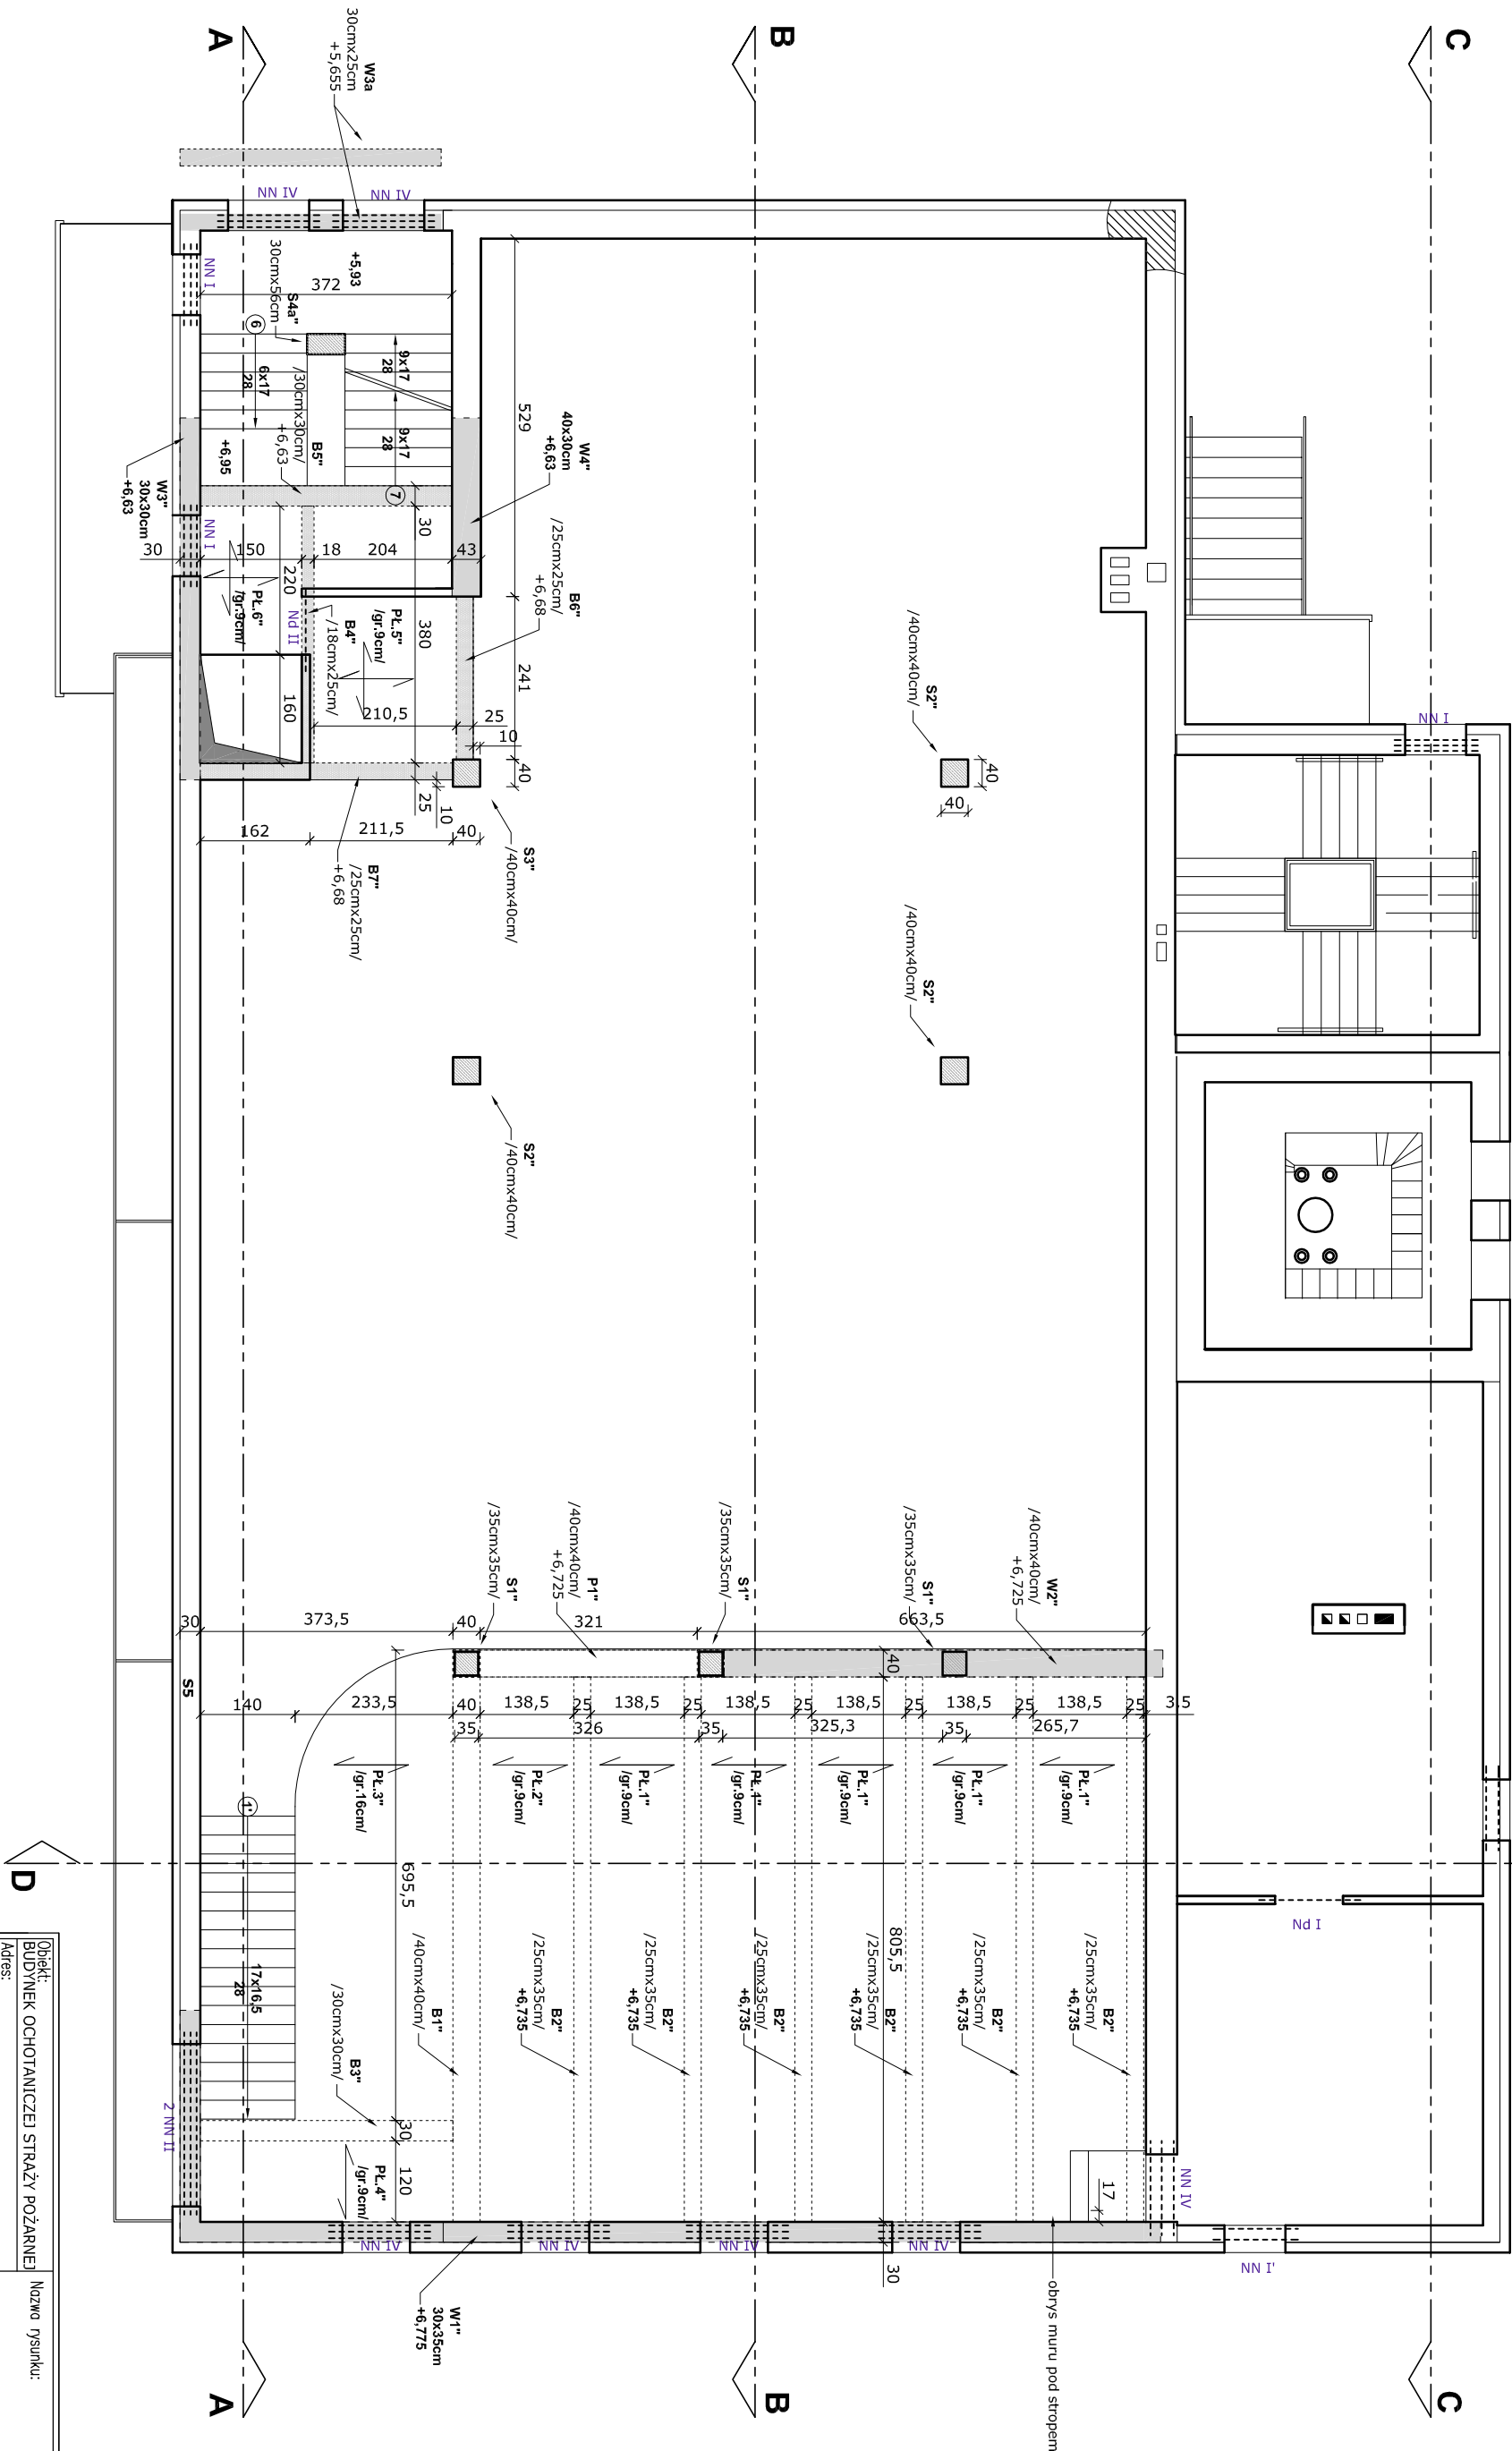 A
B
C
W3a
30cmx25cm
+5,655
NN IV
NN IV
NN I
+5,93
372
S4a"
30cmx56cm
6
6x17
28
9x17
28
9x17
28
7
B5"
/30cmx30cm/
+6,63
+6,95
W3"
30x30cm
+6,63
NN I
529
W4"
40x30cm
+6,63
B6"
/25cmx25cm/
+6,68
30
150
18
204
43
30
220
380
PŁ.6"
/gr.9cm/
Nd II
B4"
/18cmx25cm/
PŁ.5"
/gr.9cm/
241
160
210,5
25
10
40
25
10
162
211,5
40
B7"
/25cmx25cm/
+6,68
S3"
/40cmx40cm/
S2"
/40cmx40cm/
40
40
S2"
/40cmx40cm/
S2"
/40cmx40cm/
NN I
S1"
/35cmx35cm/
P1"
/40cmx40cm/
+6,725
S1"
/35cmx35cm/
S1"
/35cmx35cm/
W2"
/40cmx40cm/
+6,725
30
373,5
40
321
663,5
40
S5
140
233,5
40
138,5
25
138,5
25
138,5
25
138,5
25
138,5
25
138,5
25
3.5
35
326
35
325,3
35
265,7
PŁ.3"
/gr.16cm/
PŁ.2"
/gr.9cm/
PŁ.1"
/gr.9cm/
PŁ.1"
/gr.9cm/
PŁ.1"
/gr.9cm/
PŁ.1"
/gr.9cm/
PŁ.1"
/gr.9cm/
1'
17x16,5
28
695,5
805,5
B1"
/40cmx40cm/
B2"
/25cmx35cm/
+6,735
B2"
/25cmx35cm/
+6,735
B2"
/25cmx35cm/
+6,735
B2"
/25cmx35cm/
+6,735
B2"
/25cmx35cm/
+6,735
B2"
/25cmx35cm/
+6,735
B3"
/30cmx30cm/
30
120
PŁ.4"
/gr.9cm/
2 NN II
NN IV
NN IV
NN IV
NN IV
NN IV
17
30
Nd I
NN I'
W1"
30x35cm
+6,775
obrys muru pod stropem
D
A
B
C
Obiekt:
BUDYNEK OCHOTANICZEJ STRAŻY POŻARNEJ
Adres:
Nazwa rysunku: